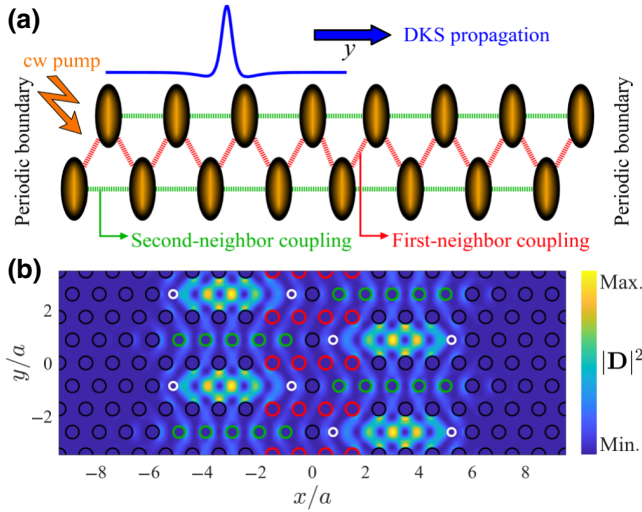 (a)
y
DKS propagation
cw pump
Periodic boundary
Periodic boundary
Second-neighbor coupling
First-neighbor coupling
(b)
y/a
2
0
−2
−8
−6
−4
−2
0
2
4
6
8
x/a
Max.
|D|²
Min.